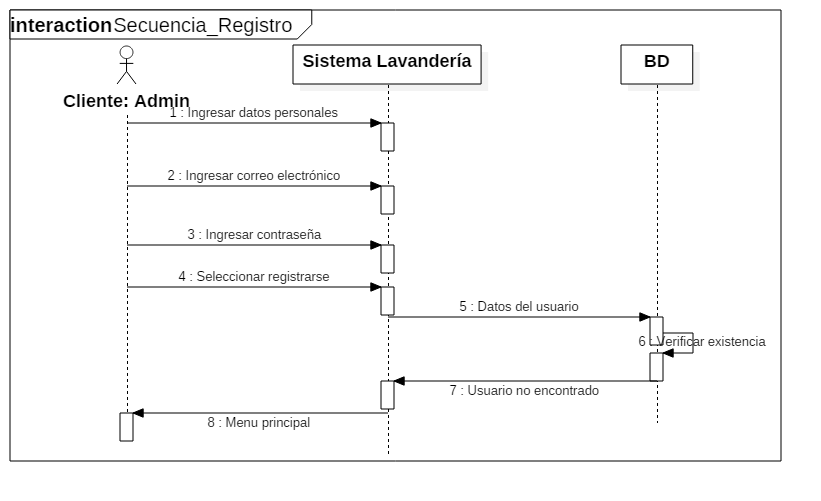 interaction Secuencia_Registro
Sistema Lavandería
BD
Cliente: Admin
1 : Ingresar datos personales
2 : Ingresar correo electrónico
3 : Ingresar contraseña
4 : Seleccionar registrarse
5 : Datos del usuario
6 : Verificar existencia
7 : Usuario no encontrado
8 : Menu principal